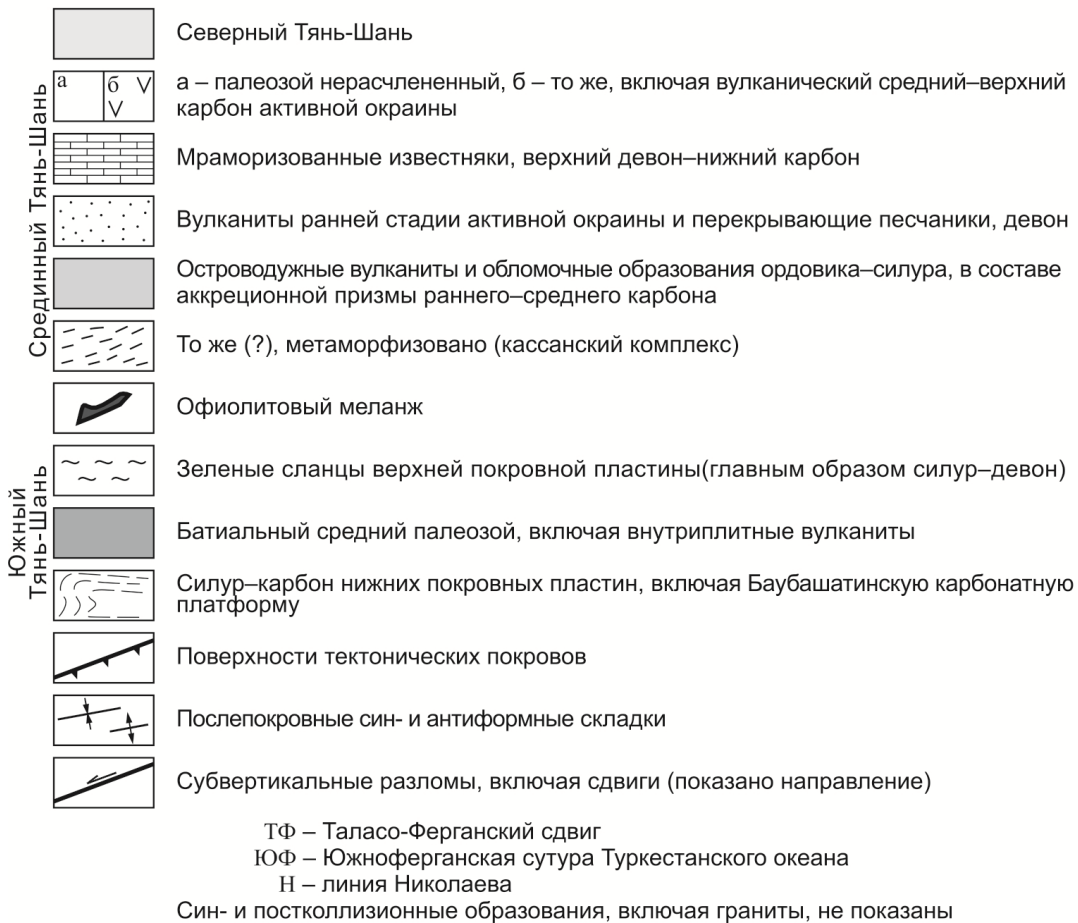 Северный Тянь-Шань
Срединный Тянь-Шань
а
б
а – палеозой нерасчлененный, б – то же, включая вулканический средний–верхний
карбон активной окраины
Мраморизованные известняки, верхний девон–нижний карбон
Вулканиты ранней стадии активной окраины и перекрывающие песчаники, девон
Островодужные вулканиты и обломочные образования ордовика–силура, в составе
аккреционной призмы раннего–среднего карбона
То же (?), метаморфизовано (кассанский комплекс)
Офиолитовый меланж
Южный
Тянь-Шань
Зеленые сланцы верхней покровной пластины(главным образом силур–девон)
Батиальный средний палеозой, включая внутриплитные вулканиты
Силур–карбон нижних покровных пластин, включая Баубашатинскую карбонатную
платформу
Поверхности тектонических покровов
Послепокровные син- и антиформные складки
Субвертикальные разломы, включая сдвиги (показано направление)
ТФ – Таласо-Ферганский сдвиг
ЮФ – Южноферганская сутура Туркестанского океана
Н – линия Николаева
Син- и постколлизионные образования, включая граниты, не показаны